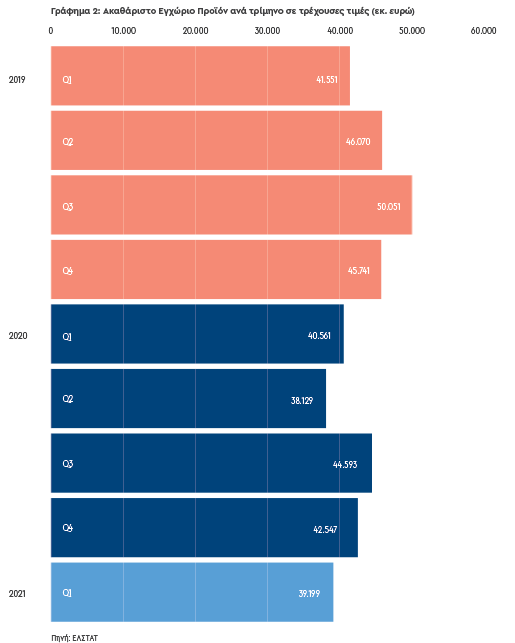 Γράφημα 2: Ακαθάριστο Εγχώριο Προϊόν ανά τρίμηνο σε τρέχουσες τιμές (εκ. ευρώ)
0 10.000 20.000 30.000 40.000 50.000 60.000
2019 Q1 41.551
Q2 46.070
Q3 50.051
Q4 45.741
2020 Q1 40.561
Q2 38.129
Q3 44.593
Q4 42.547
2021 Q1 39.199
Πηγή: ΕΛΣΤΑΤ